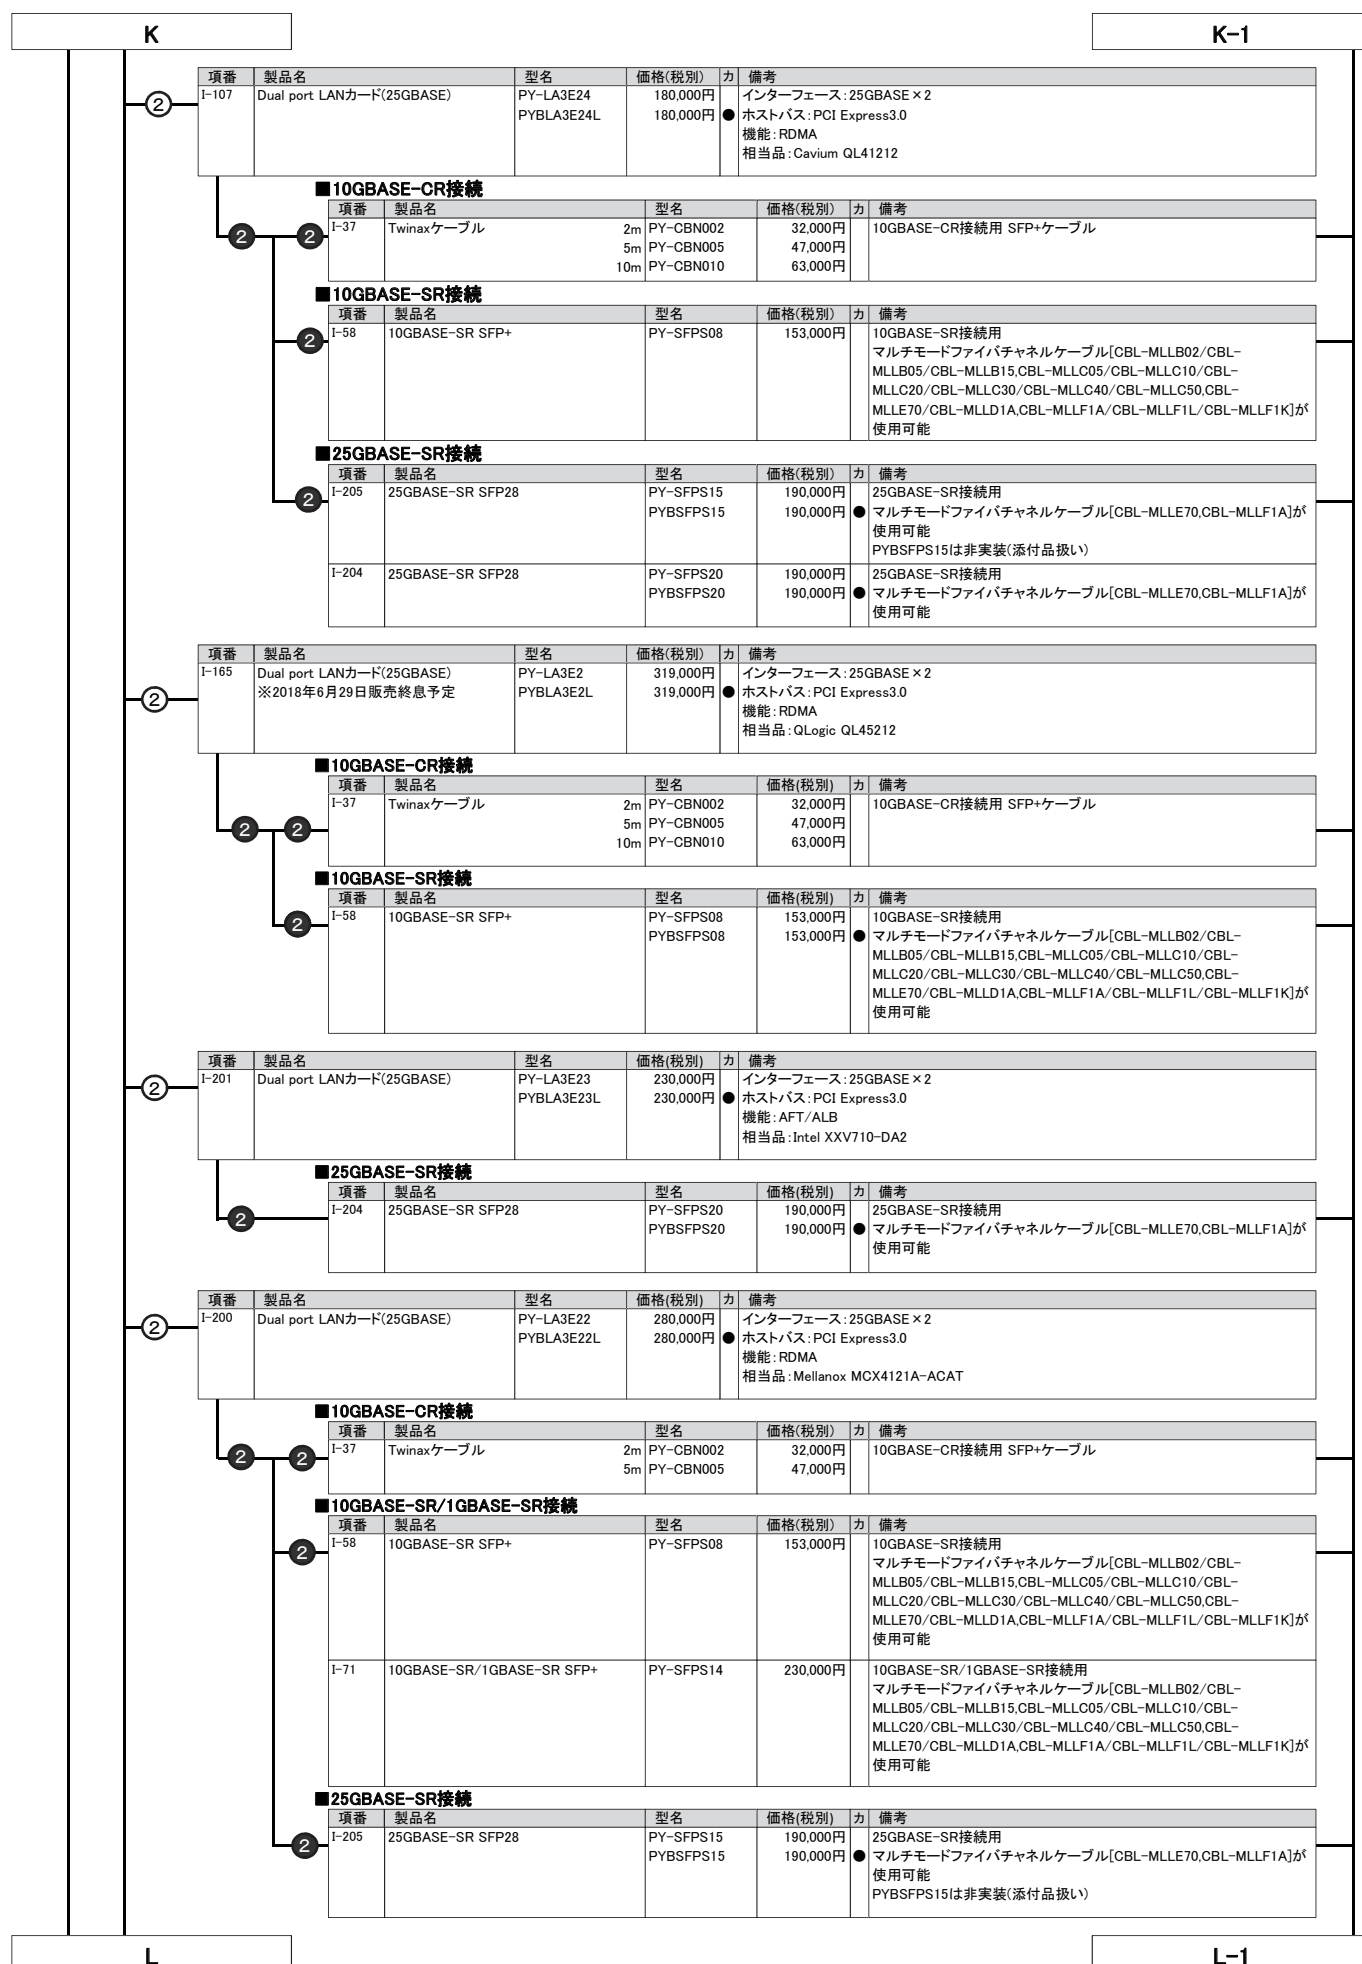 K
K-1
項番 製品名 型名 価格(税別) カ 備考
② I-107 Dual port LANカード(25GBASE) PY-LA3E24 180,000円 インターフェース:25GBASE×2
PYBLA3E24L 180,000円 ● ホストバス:PCI Express3.0
機能:RDMA
相当品:Cavium QL41212
■10GBASE-CR接続
項番 製品名 型名 価格(税別) カ 備考
2 2 I-37 Twinaxケーブル 2m PY-CBN002 32,000円 10GBASE-CR接続用 SFP+ケーブル
5m PY-CBN005 47,000円
10m PY-CBN010 63,000円
■10GBASE-SR接続
項番 製品名 型名 価格(税別) カ 備考
2 I-58 10GBASE-SR SFP+ PY-SFPS08 153,000円 10GBASE-SR接続用
マルチモードファイバチャネルケーブル[CBL-MLLB02/CBL-
MLLB05/CBL-MLLB15,CBL-MLLC05/CBL-MLLC10/CBL-
MLLC20/CBL-MLLC30/CBL-MLLC40/CBL-MLLC50,CBL-
MLLE70/CBL-MLLD1A,CBL-MLLF1A/CBL-MLLF1L/CBL-MLLF1K]が
使用可能
■25GBASE-SR接続
項番 製品名 型名 価格(税別) カ 備考
2 I-205 25GBASE-SR SFP28 PY-SFPS15 190,000円 25GBASE-SR接続用
PYBSFPS15 190,000円 ● マルチモードファイバチャネルケーブル[CBL-MLLE70,CBL-MLLF1A]が
使用可能
PYBSFPS15は非実装(添付品扱い)
I-204 25GBASE-SR SFP28 PY-SFPS20 190,000円 25GBASE-SR接続用
PYBSFPS20 190,000円 ● マルチモードファイバチャネルケーブル[CBL-MLLE70,CBL-MLLF1A]が
使用可能
項番 製品名 型名 価格(税別) カ 備考
② I-165 Dual port LANカード(25GBASE) PY-LA3E2 319,000円 インターフェース:25GBASE×2
※2018年6月29日販売終息予定 PYBLA3E2L 319,000円 ● ホストバス:PCI Express3.0
機能:RDMA
相当品:QLogic QL45212
■10GBASE-CR接続
項番 製品名 型名 価格(税別) カ 備考
2 2 I-37 Twinaxケーブル 2m PY-CBN002 32,000円 10GBASE-CR接続用 SFP+ケーブル
5m PY-CBN005 47,000円
10m PY-CBN010 63,000円
■10GBASE-SR接続
項番 製品名 型名 価格(税別) カ 備考
2 I-58 10GBASE-SR SFP+ PY-SFPS08 153,000円 10GBASE-SR接続用
PYBSFPS08 153,000円 ● マルチモードファイバチャネルケーブル[CBL-MLLB02/CBL-
MLLB05/CBL-MLLB15,CBL-MLLC05/CBL-MLLC10/CBL-
MLLC20/CBL-MLLC30/CBL-MLLC40/CBL-MLLC50,CBL-
MLLE70/CBL-MLLD1A,CBL-MLLF1A/CBL-MLLF1L/CBL-MLLF1K]が
使用可能
項番 製品名 型名 価格(税別) カ 備考
② I-201 Dual port LANカード(25GBASE) PY-LA3E23 230,000円 インターフェース:25GBASE×2
PYBLA3E23L 230,000円 ● ホストバス:PCI Express3.0
機能:AFT/ALB
相当品:Intel XXV710-DA2
■25GBASE-SR接続
項番 製品名 型名 価格(税別) カ 備考
2 I-204 25GBASE-SR SFP28 PY-SFPS20 190,000円 25GBASE-SR接続用
PYBSFPS20 190,000円 ● マルチモードファイバチャネルケーブル[CBL-MLLE70,CBL-MLLF1A]が
使用可能
項番 製品名 型名 価格(税別) カ 備考
② I-200 Dual port LANカード(25GBASE) PY-LA3E22 280,000円 インターフェース:25GBASE×2
PYBLA3E22L 280,000円 ● ホストバス:PCI Express3.0
機能:RDMA
相当品:Mellanox MCX4121A-ACAT
■10GBASE-CR接続
項番 製品名 型名 価格(税別) カ 備考
2 2 I-37 Twinaxケーブル 2m PY-CBN002 32,000円 10GBASE-CR接続用 SFP+ケーブル
5m PY-CBN005 47,000円
■10GBASE-SR/1GBASE-SR接続
項番 製品名 型名 価格(税別) カ 備考
2 I-58 10GBASE-SR SFP+ PY-SFPS08 153,000円 10GBASE-SR接続用
マルチモードファイバチャネルケーブル[CBL-MLLB02/CBL-
MLLB05/CBL-MLLB15,CBL-MLLC05/CBL-MLLC10/CBL-
MLLC20/CBL-MLLC30/CBL-MLLC40/CBL-MLLC50,CBL-
MLLE70/CBL-MLLD1A,CBL-MLLF1A/CBL-MLLF1L/CBL-MLLF1K]が
使用可能
I-71 10GBASE-SR/1GBASE-SR SFP+ PY-SFPS14 230,000円 10GBASE-SR/1GBASE-SR接続用
マルチモードファイバチャネルケーブル[CBL-MLLB02/CBL-
MLLB05/CBL-MLLB15,CBL-MLLC05/CBL-MLLC10/CBL-
MLLC20/CBL-MLLC30/CBL-MLLC40/CBL-MLLC50,CBL-
MLLE70/CBL-MLLD1A,CBL-MLLF1A/CBL-MLLF1L/CBL-MLLF1K]が
使用可能
■25GBASE-SR接続
項番 製品名 型名 価格(税別) カ 備考
2 I-205 25GBASE-SR SFP28 PY-SFPS15 190,000円 25GBASE-SR接続用
PYBSFPS15 190,000円 ● マルチモードファイバチャネルケーブル[CBL-MLLE70,CBL-MLLF1A]が
使用可能
PYBSFPS15は非実装(添付品扱い)
L
L-1